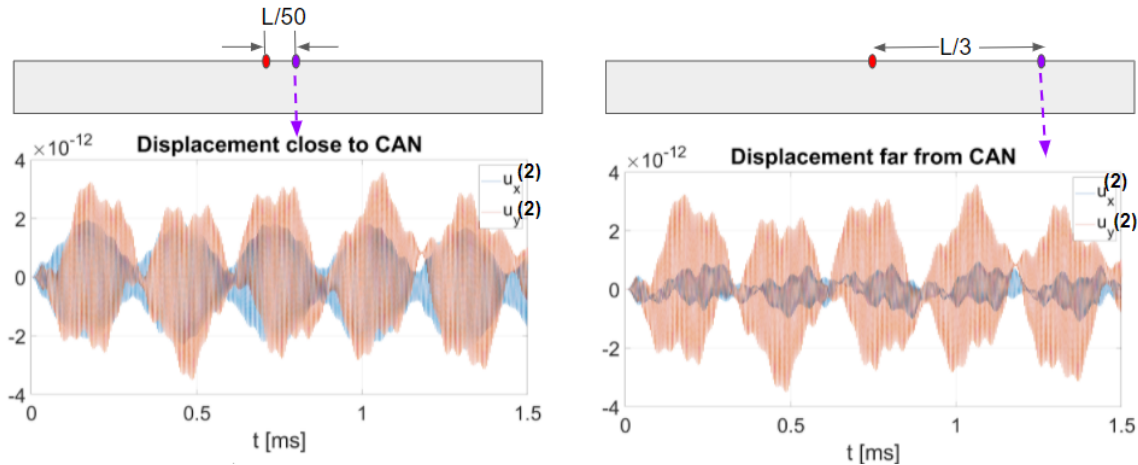 L/50
Displacement close to CAN
×10^-12
u_x(2)
u_y(2)
4
2
0
-2
-4
0
0.5
1
1.5
t [ms]
L/3
Displacement far from CAN
×10^-12
u_x(2)
u_y(2)
4
2
0
-2
-4
0
0.5
1
1.5
t [ms]